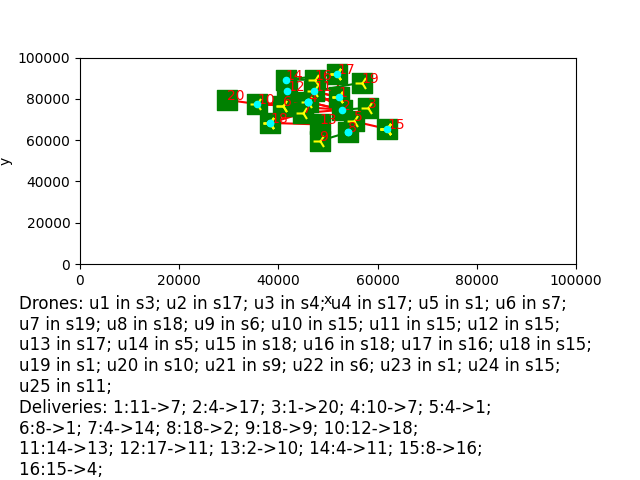 100000
80000
60000
40000
20000
0
y
17
19
20
15
0 20000 40000 60000 80000 100000
x
Drones: u1 in s3; u2 in s17; u3 in s4; u4 in s17; u5 in s1; u6 in s7;
u7 in s19; u8 in s18; u9 in s6; u10 in s15; u11 in s15; u12 in s15;
u13 in s17; u14 in s5; u15 in s18; u16 in s18; u17 in s16; u18 in s15;
u19 in s1; u20 in s10; u21 in s9; u22 in s6; u23 in s1; u24 in s15;
u25 in s11;
Deliveries: 1:11->7; 2:4->17; 3:1->20; 4:10->7; 5:4->1;
6:8->1; 7:4->14; 8:18->2; 9:18->9; 10:12->18;
11:14->13; 12:17->11; 13:2->10; 14:4->11; 15:8->16;
16:15->4;